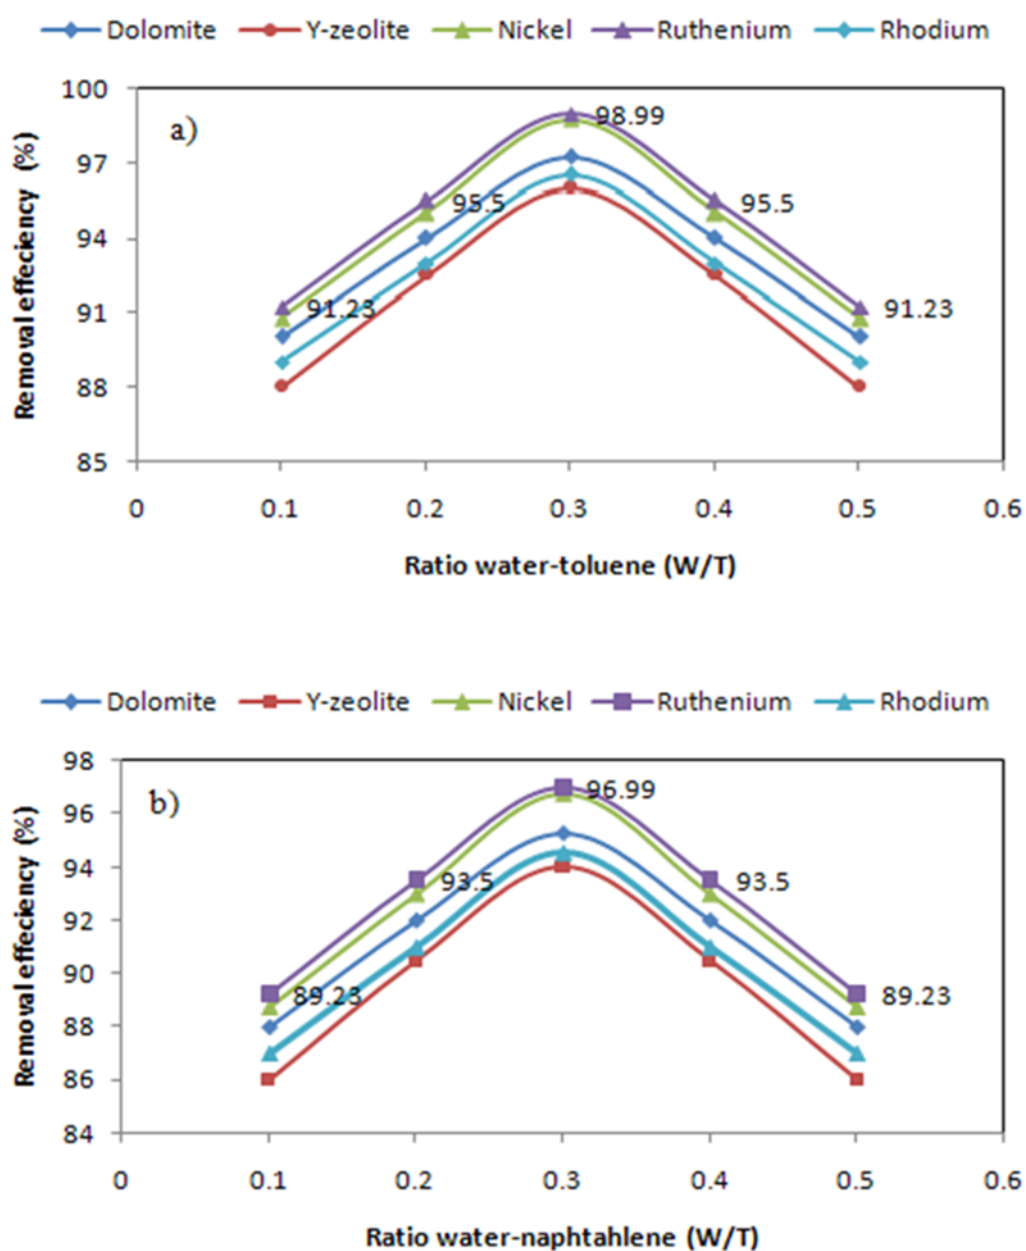 Dolomite Y-zeolite Nickel Ruthenium Rhodium
100
a)
98.99
97
95.5 95.5
94
91.23 91.23
91
88
85
0 0.1 0.2 0.3 0.4 0.5 0.6
Removal effeciency (%)
Ratio water-toluene (W/T)
Dolomite Y-zeolite Nickel Ruthenium Rhodium
98
b)
96.99
96
94
93.5 93.5
92
90
89.23 89.23
88
86
84
0 0.1 0.2 0.3 0.4 0.5 0.6
Removal effeciency (%)
Ratio water-naphtahlene (W/T)